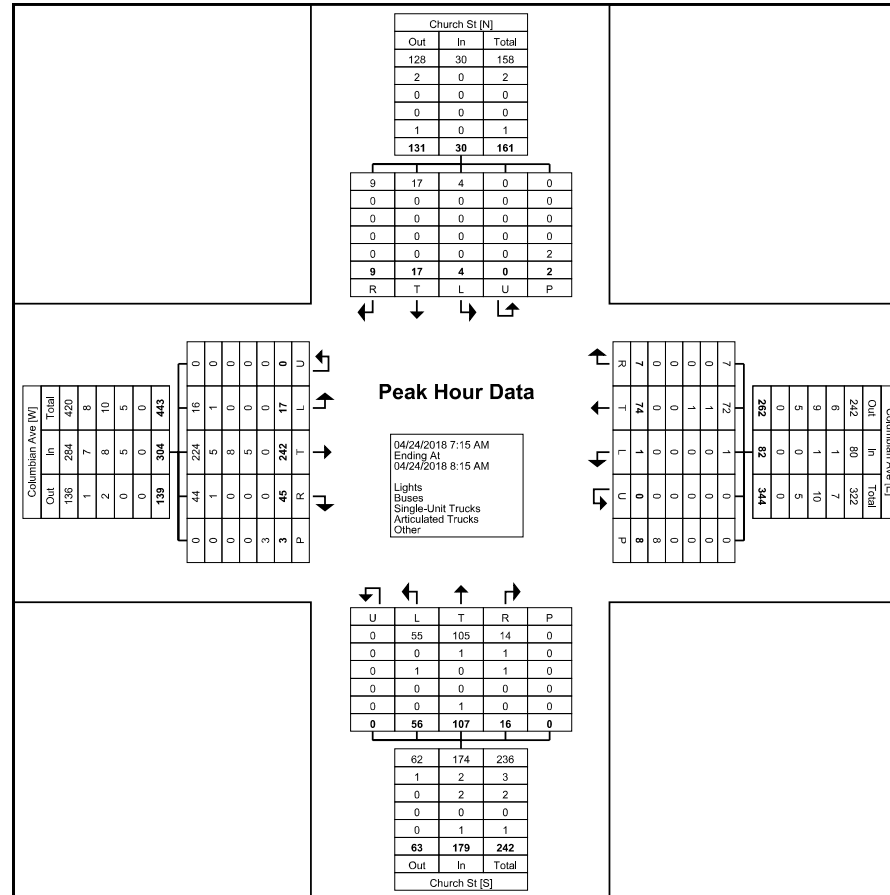 Church St [N]
Out In Total
128 30 158
2 0 2
0 0 0
0 0 0
1 0 1
131 30 161
9 17 4 0 0
0 0 0 0 0
0 0 0 0 0
0 0 0 0 0
0 0 0 0 2
9 17 4 0 2
R T L U P
Columbian Ave [W]
Out In Total
136 284 420
1 7 8
2 8 10
0 5 5
0 0 0
139 304 443
0 44 224 16 0
0 1 5 1 0
0 0 8 0 0
0 0 5 0 0
3 0 0 0 0
3 45 242 17 0
P R T L U
Peak Hour Data
04/24/2018 7:15 AM
Ending At
04/24/2018 8:15 AM
Lights
Buses
Single-Unit Trucks
Articulated Trucks
Other
Columbian Ave [E]
Out In Total
242 80 322
6 1 7
9 1 10
5 0 5
0 0 0
262 82 344
7 72 1 0 0
0 1 0 0 0
0 1 0 0 0
0 0 0 0 0
0 0 0 0 8
7 74 1 0 8
R T L U P
U L T R P
0 55 105 14 0
0 0 1 1 0
0 1 0 1 0
0 0 0 0 0
0 0 1 0 0
0 56 107 16 0
62 174 236
1 2 3
0 2 2
0 0 0
0 1 1
63 179 242
Out In Total
Church St [S]